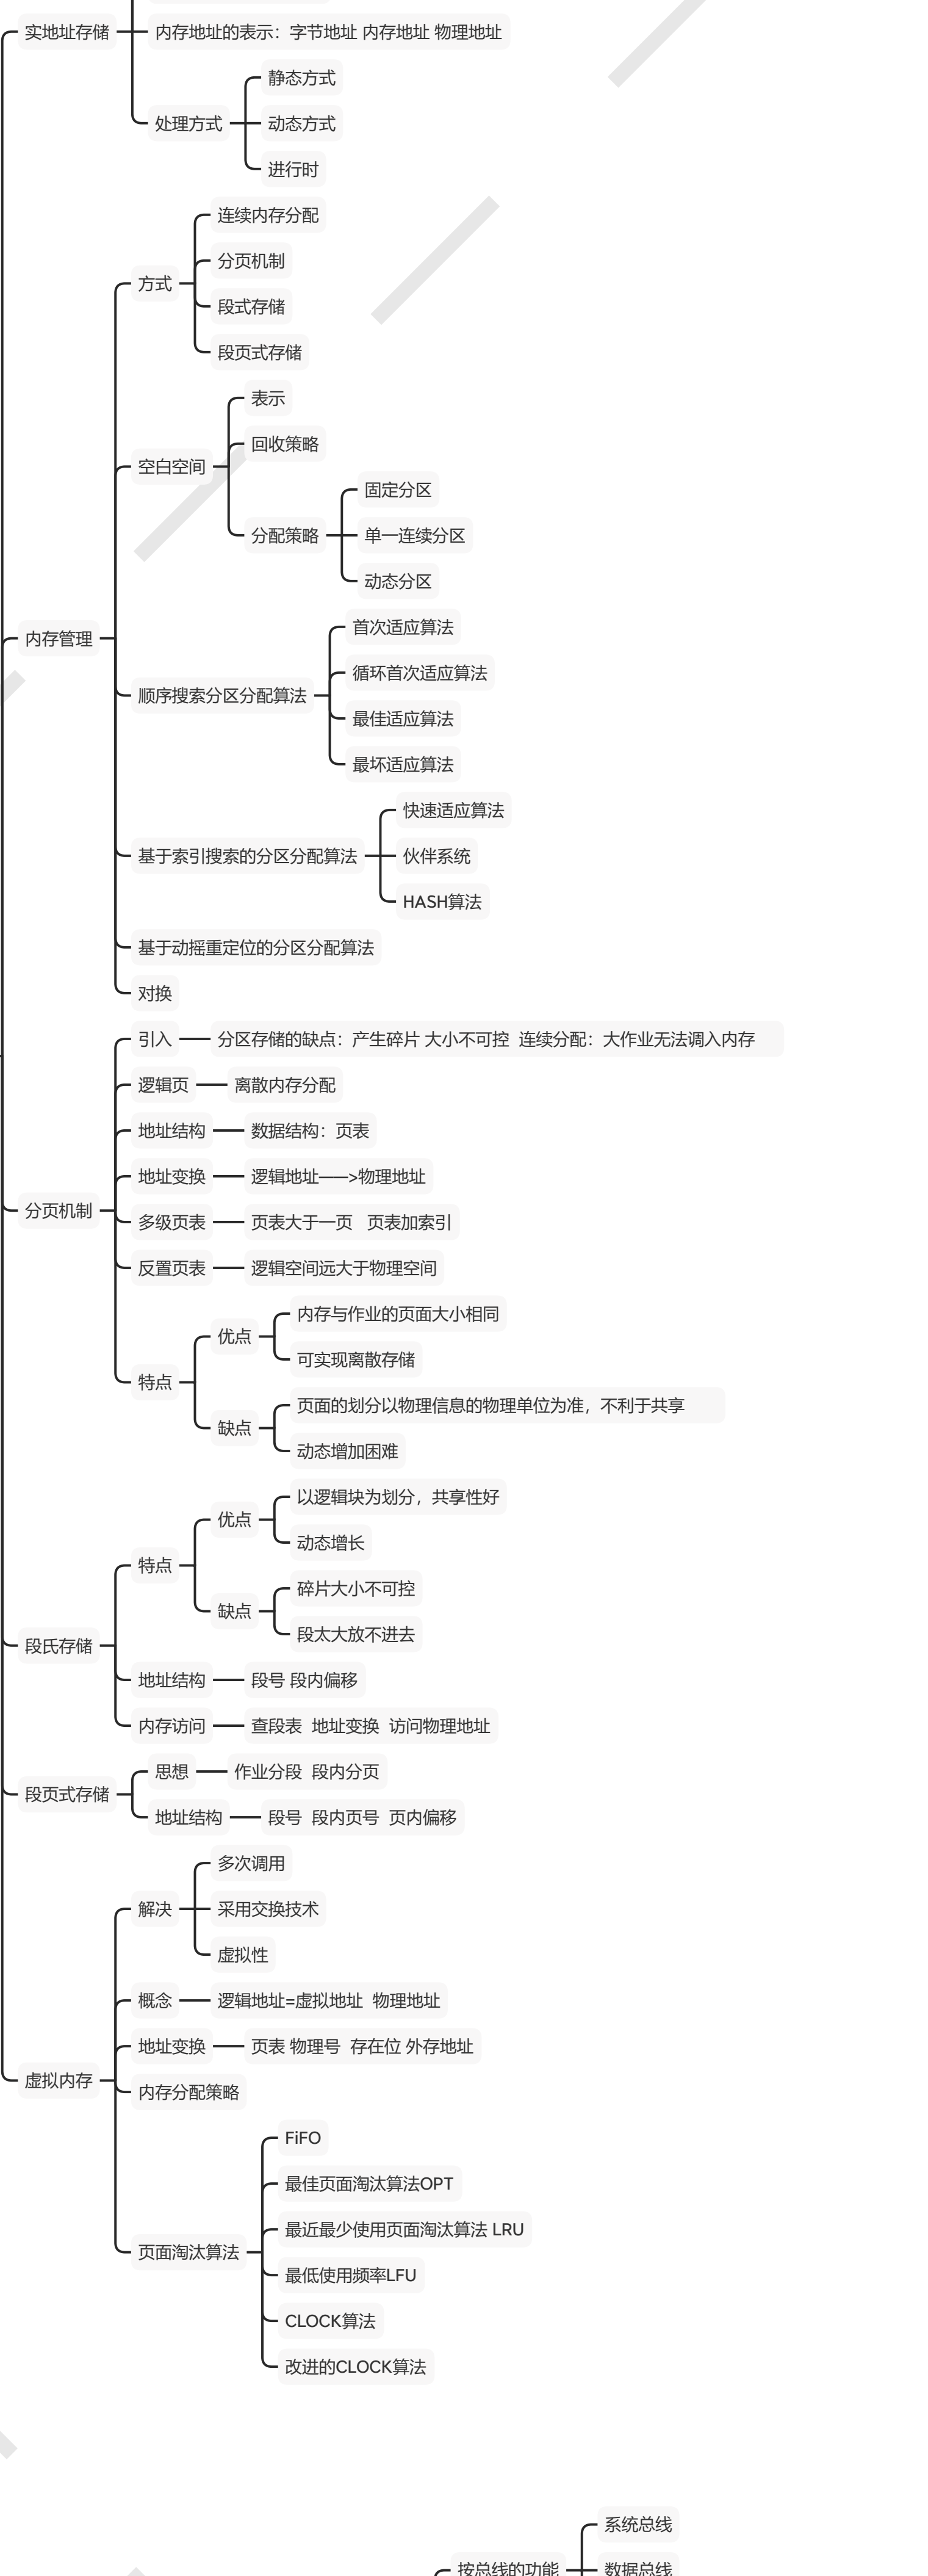 实地址存储
内存地址的表示：字节地址 内存地址 物理地址
处理方式
静态方式
动态方式
进行时
内存管理
方式
连续内存分配
分页机制
段式存储
段页式存储
空白空间
表示
回收策略
分配策略
固定分区
单一连续分区
动态分区
顺序搜索分区分配算法
首次适应算法
循环首次适应算法
最佳适应算法
最坏适应算法
基于索引搜索的分区分配算法
快速适应算法
伙伴系统
HASH算法
基于动摇重定位的分区分配算法
对换
分页机制
引入
分区存储的缺点：产生碎片 大小不可控 连续分配：大作业无法调入内存
逻辑页
离散内存分配
地址结构
数据结构：页表
地址变换
逻辑地址——>物理地址
多级页表
页表大于一页 页表加索引
反置页表
逻辑空间远大于物理空间
特点
优点
内存与作业的页面大小相同
可实现离散存储
缺点
页面的划分以物理信息的物理单位为准，不利于共享
动态增加困难
段氏存储
特点
优点
以逻辑块为划分，共享性好
动态增长
缺点
碎片大小不可控
段太大放不进去
地址结构
段号 段内偏移
内存访问
查段表 地址变换 访问物理地址
段页式存储
思想
作业分段 段内分页
地址结构
段号 段内页号 页内偏移
虚拟内存
解决
多次调用
采用交换技术
虚拟性
概念
逻辑地址=虚拟地址 物理地址
地址变换
页表 物理号 存在位 外存地址
内存分配策略
页面淘汰算法
FiFO
最佳页面淘汰算法OPT
最近最少使用页面淘汰算法 LRU
最低使用频率LFU
CLOCK算法
改进的CLOCK算法
系统总线
按总线的功能
数据总线